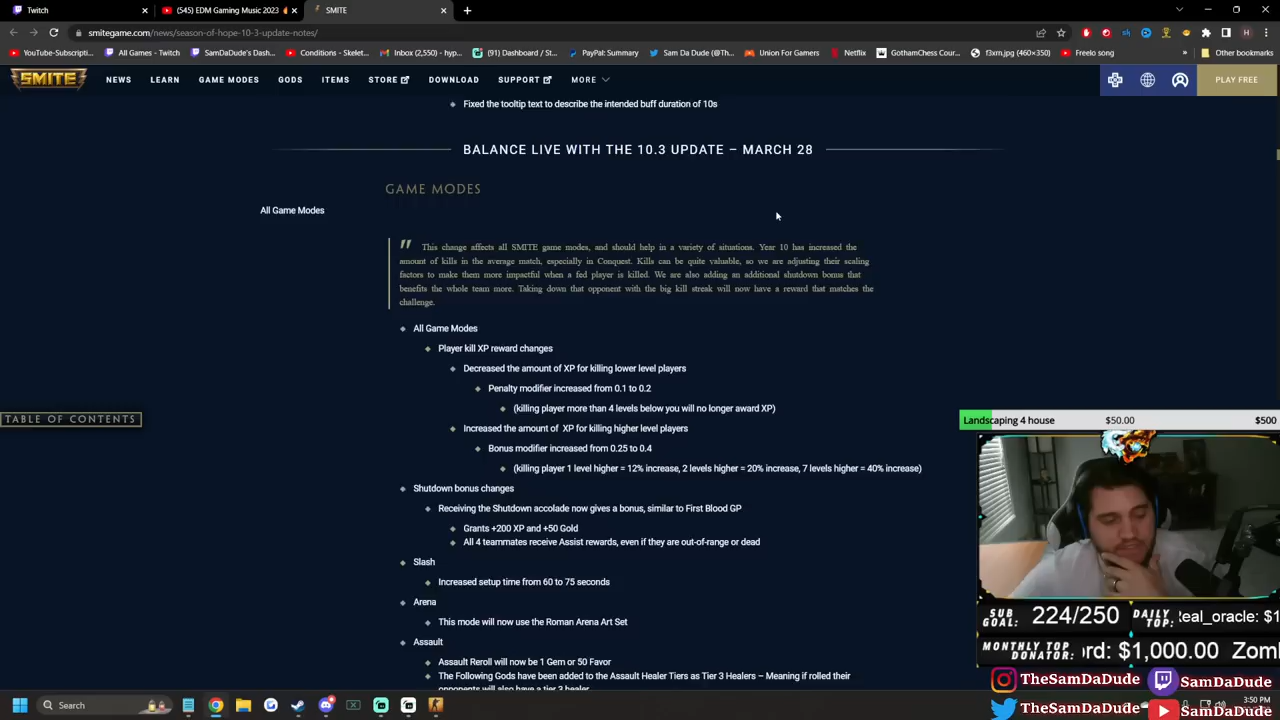 Twitch
(545) EDM Gaming Music 2023
SMITE
smitegame.com/news/season-of-hope-10-3-update-notes/
YouTube-Subscripti...
All Games - Twitch
SamDaDude's Dash...
Conditions - Skelet...
Inbox (2,550) - hyp...
(91) Dashboard / St...
PayPal: Summary
Sam Da Dude (@Th...
Union For Gamers
Netflix
GothamChess Cour...
f3xrn.jpg (460×350)
Freelo song
»
Other bookmarks
SMITE
NEWS
LEARN
GAME MODES
GODS
ITEMS
STORE
DOWNLOAD
SUPPORT
MORE
PLAY FREE
Fixed the tooltip text to describe the intended buff duration of 10s
BALANCE LIVE WITH THE 10.3 UPDATE – MARCH 28
GAME MODES
All Game Modes
" This change affects all SMITE game modes, and should help in a variety of situations. Year 10 has increased the
amount of kills in the average match, especially in Conquest. Kills can be quite valuable, so we are adjusting their scaling
factors to make them more impactful when a fed player is killed. We are also adding an additional shutdown bonus that
benefits the whole team more. Taking down that opponent with the big kill streak will now have a reward that matches the
challenge.
All Game Modes
Player kill XP reward changes
Decreased the amount of XP for killing lower level players
Penalty modifier increased from 0.1 to 0.2
(killing player more than 4 levels below you will no longer award XP)
TABLE OF CONTENTS
Landscaping 4 house $50.00 $500
Increased the amount of XP for killing higher level players
Bonus modifier increased from 0.25 to 0.4
(killing player 1 level higher = 12% increase, 2 levels higher = 20% increase, 7 levels higher = 40% increase)
Shutdown bonus changes
Receiving the Shutdown accolade now gives a bonus, similar to First Blood GP
Grants +200 XP and +50 Gold
All 4 teammates receive Assist rewards, even if they are out-of-range or dead
Slash
Increased setup time from 60 to 75 seconds
Arena
This mode will now use the Roman Arena Art Set
Assault
Assault Reroll will now be 1 Gem or 50 Favor
The Following Gods have been added to the Assault Healer Tiers as Tier 3 Healers – Meaning if rolled their
opponents will also have a tier 3 healer
SUB
GOAL:
224/250
DAILY
TOP:
Real_oracle: $1
MONTHLY TOP
DONATOR:
ord: $1,000.00 Zom
TheSamDaDude
SamDaDude
TheSamDaDude
SamDaDude
Search
3:50 PM